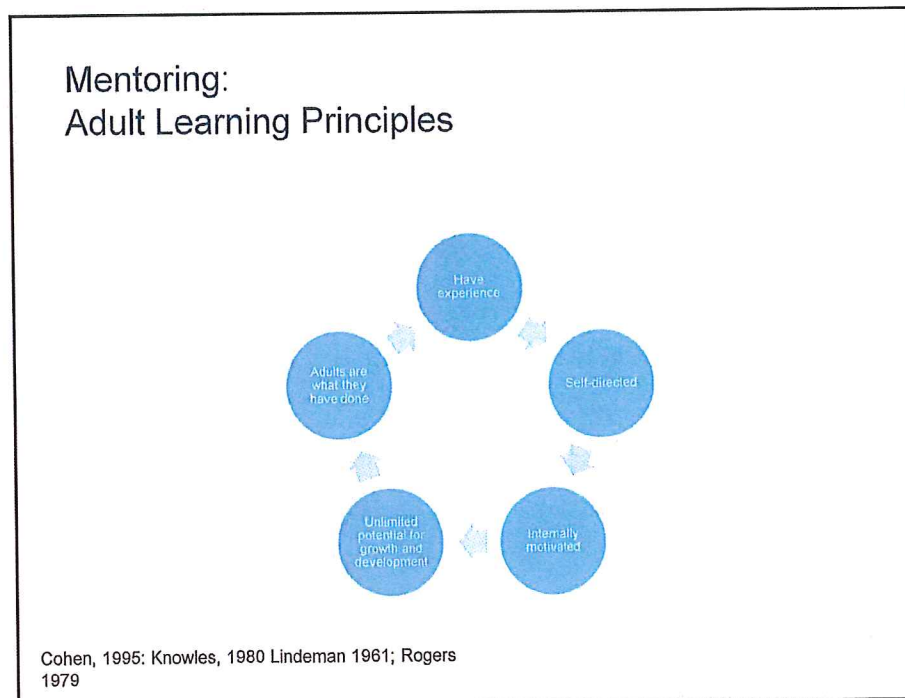 Mentoring:
Adult Learning Principles
Have
experience
Self-directed
Internally
motivated
Unlimited
potential for
growth and
development
Adults are
what they
have done
Cohen, 1995: Knowles, 1980 Lindeman 1961; Rogers
1979